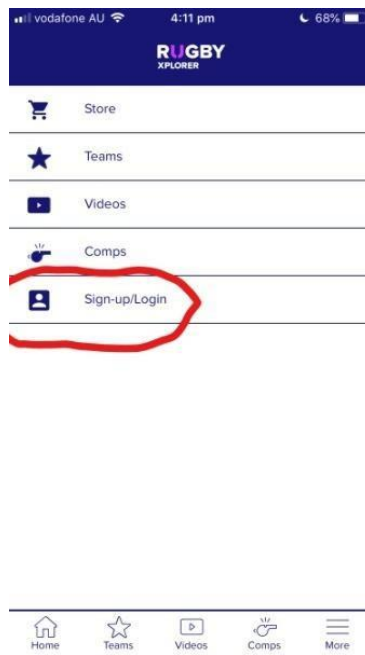 vodafone AU 4:11 pm 68%
RUGBY
XPLORER
Store
Teams
Videos
Comps
Sign-up/Login
Home Teams Videos Comps More